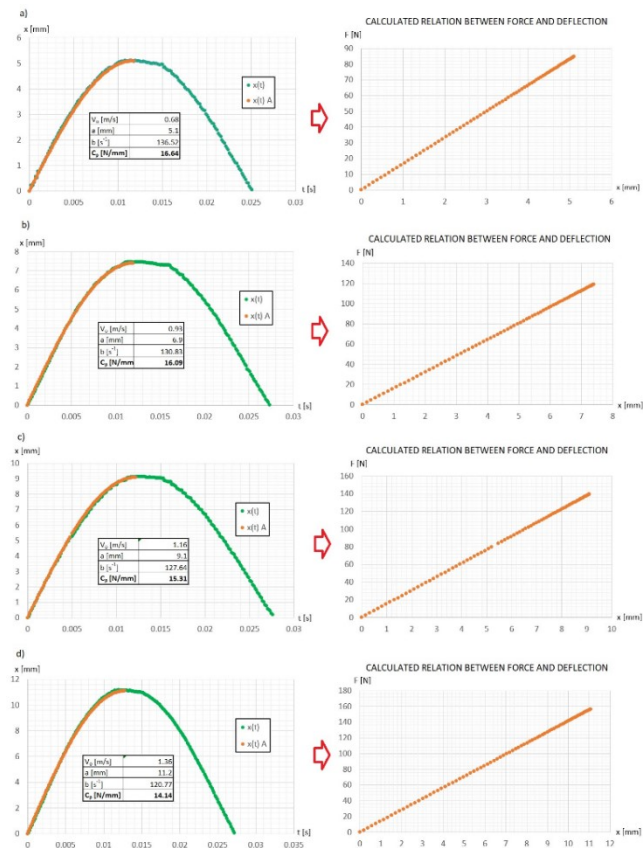 a)
x [mm]
6
5
4
3
2
1
0
0
0.005
0.01
0.015
0.02
0.025
0.03
t [s]
x(t)
x(t) A
V₀ [m/s] 0.68
a [mm] 5.1
b [s⁻¹] 136.52
Cₚ [N/mm] 16.64
CALCULATED RELATION BETWEEN FORCE AND DEFLECTION
F [N]
90
80
70
60
50
40
30
20
10
0
0 1 2 3 4 5 6
x [mm]
b)
x [mm]
8
7
6
5
4
3
2
1
0
0 0.005 0.01 0.015 0.02 0.025 0.03
t [s]
x(t)
x(t) A
V₀ [m/s] 0.93
a [mm] 6.9
b [s⁻¹] 130.83
Cₚ [N/mm 16.09
CALCULATED RELATION BETWEEN FORCE AND DEFLECTION
F [N]
140
120
100
80
60
40
20
0
0 1 2 3 4 5 6 7 8
x [mm]
c)
x [mm]
10
9
8
7
6
5
4
3
2
1
0
0 0.005 0.01 0.015 0.02 0.025 0.03
t [s]
x(t)
x(t) A
V₀ [m/s] 1.16
a [mm] 9.1
b [s⁻¹] 127.64
Cₚ [N/mm] 15.31
CALCULATED RELATION BETWEEN FORCE AND DEFLECTION
F [N]
160
140
120
100
80
60
40
20
0
0 1 2 3 4 5 6 7 8 9 10
x [mm]
d)
x [mm]
12
10
8
6
4
2
0
0 0.005 0.01 0.015 0.02 0.025 0.03 0.035
t [s]
x(t)
x(t) A
V₀ [m/s] 1.36
a [mm] 11.2
b [s⁻¹] 120.77
Cₚ [N/mm] 14.14
CALCULATED RELATION BETWEEN FORCE AND DEFLECTION
F [N]
180
160
140
120
100
80
60
40
20
0
0 1 2 3 4 5 6 7 8 9 10 11 12
x [mm]